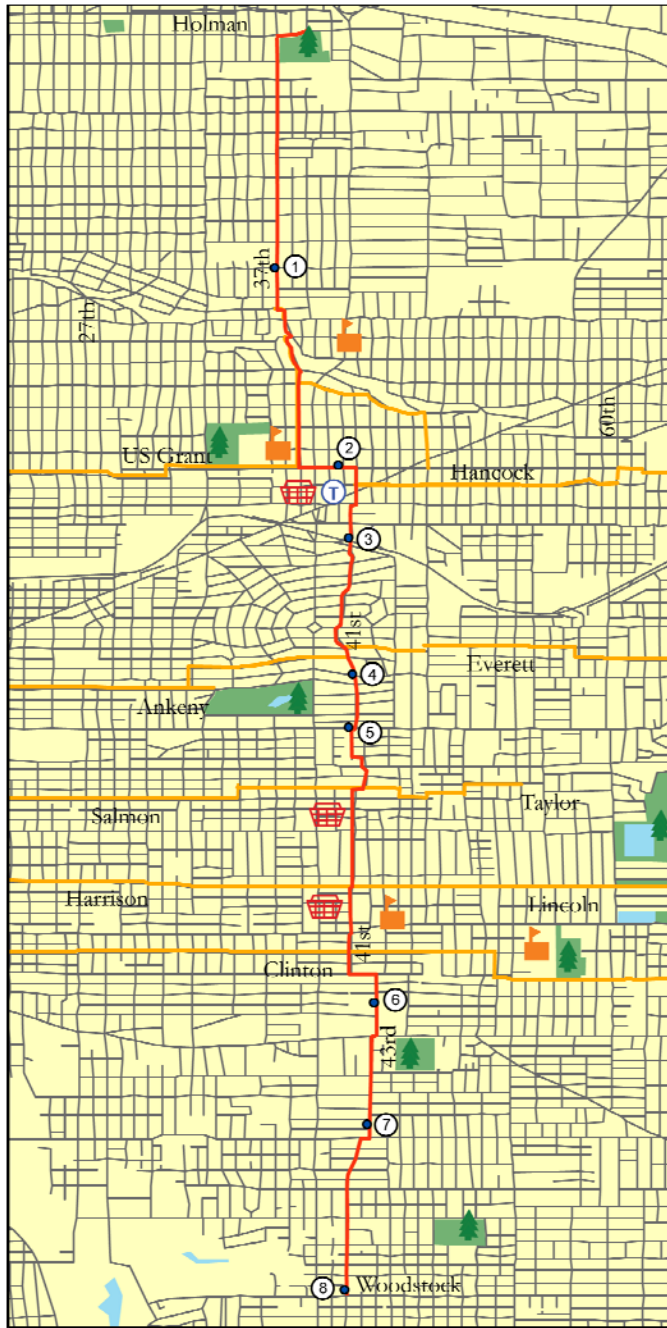 Holman
37th
1
27th
60th
US Grant
2
Hancock
T
3
41st
Everett
4
Ankeny
5
Taylor
Salmon
Harrison
Lincoln
41st
Clinton
6
43rd
7
8
Woodstock